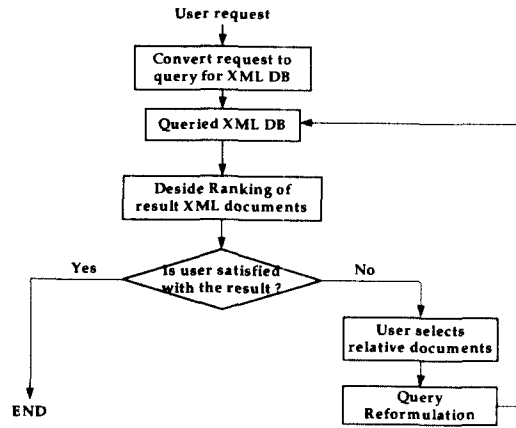 User request
Convert request to
query for XML DB
Queried XML DB
Deside Ranking of
result XML documents
Is user satisfied
with the result ?
Yes
No
User selects
relative documents
Query
Reformulation
END